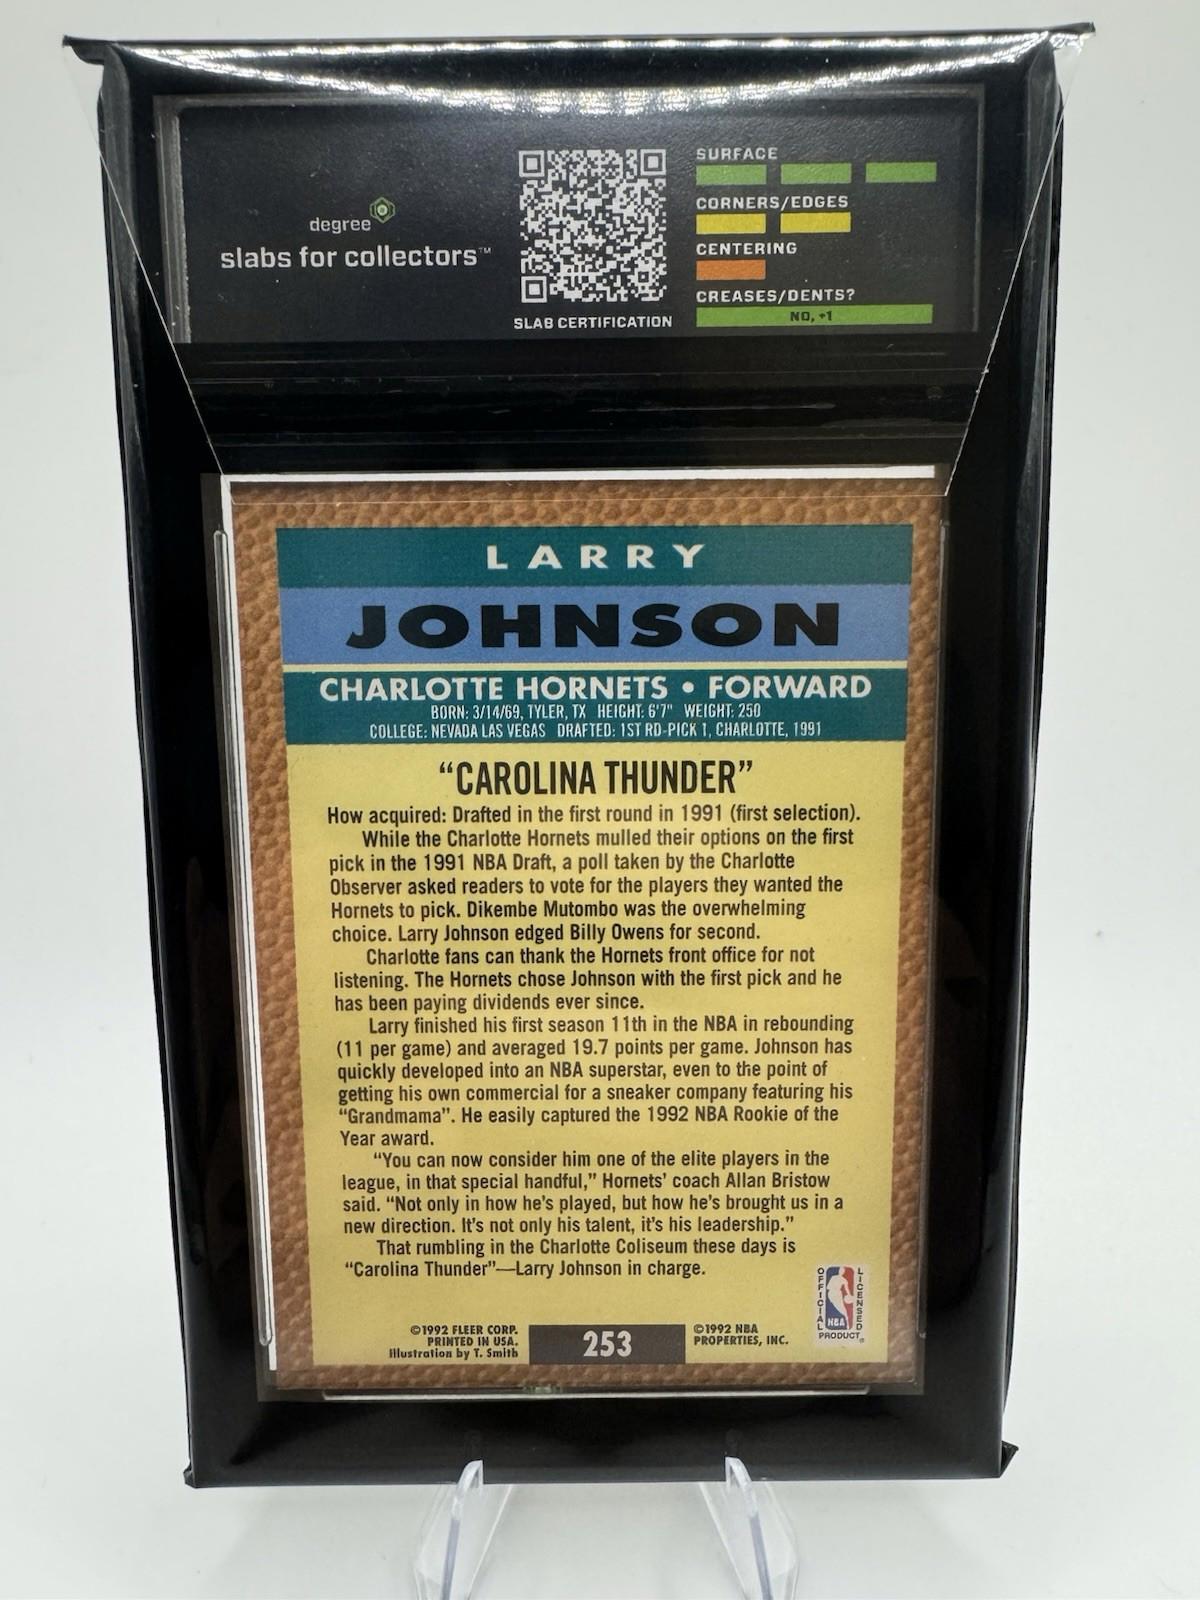 degree
slabs for collectors™
SLAB CERTIFICATION
SURFACE
CORNERS/EDGES
CENTERING
CREASES/DENTS?
NO, +1
LARRY
JOHNSON
CHARLOTTE HORNETS • FORWARD
BORN: 3/14/69, TYLER, TX HEIGHT: 6'7" WEIGHT: 250
COLLEGE: NEVADA LAS VEGAS DRAFTED: 1ST RD-PICK 1, CHARLOTTE, 1991
“CAROLINA THUNDER”
How acquired: Drafted in the first round in 1991 (first selection).
While the Charlotte Hornets mulled their options on the first
pick in the 1991 NBA Draft, a poll taken by the Charlotte
Observer asked readers to vote for the players they wanted the
Hornets to pick. Dikembe Mutombo was the overwhelming
choice. Larry Johnson edged Billy Owens for second.
Charlotte fans can thank the Hornets front office for not
listening. The Hornets chose Johnson with the first pick and he
has been paying dividends ever since.
Larry finished his first season 11th in the NBA in rebounding
(11 per game) and averaged 19.7 points per game. Johnson has
quickly developed into an NBA superstar, even to the point of
getting his own commercial for a sneaker company featuring his
“Grandmama”. He easily captured the 1992 NBA Rookie of the
Year award.
“You can now consider him one of the elite players in the
league, in that special handful,” Hornets’ coach Allan Bristow
said. “Not only in how he’s played, but how he’s brought us in a
new direction. It’s not only his talent, it’s his leadership.”
That rumbling in the Charlotte Coliseum these days is
“Carolina Thunder”—Larry Johnson in charge.
©1992 FLEER CORP.
PRINTED IN USA.
Illustration by T. Smith
253
©1992 NBA
PROPERTIES, INC.
OFFICIAL
NBA
LICENSED
PRODUCT®